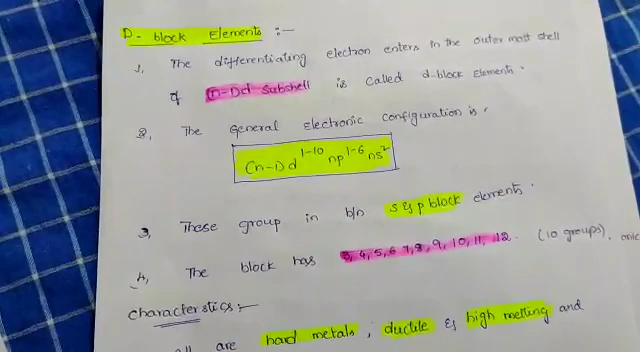 D-block Elements :-
1, The differentiating electron enters in the outer most shell
of (n-1)d subshell is called d-block elements.
2, The General electronic configuration is,
(n-1)d¹⁻¹⁰ np¹⁻⁶ ns²
3, These group in b/n s & p block elements.
4, The block has 3, 4, 5, 6 7, 8, 9, 10, 11, 12. (10 groups),
characterstics :-
all are hard metals, ductile & high melting and